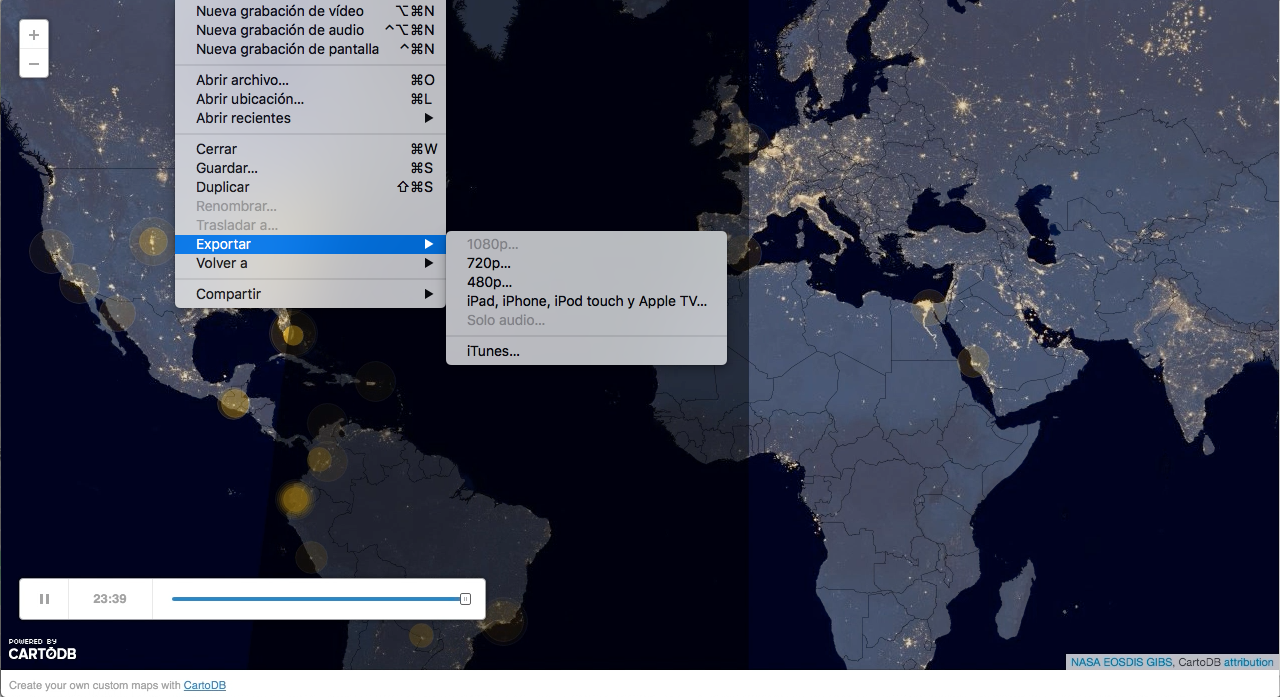 Nueva grabación de vídeo ⌥⌘N
Nueva grabación de audio ^⌥⌘N
Nueva grabación de pantalla ^⌘N
Abrir archivo... ⌘O
Abrir ubicación... ⌘L
Abrir recientes ▶
Cerrar ⌘W
Guardar... ⌘S
Duplicar ⇧⌘S
Renombrar...
Trasladar a...
Exportar ▶
Volver a ▶
Compartir ▶
1080p...
720p...
480p...
iPad, iPhone, iPod touch y Apple TV...
Solo audio...
iTunes...
23:39
POWERED BY
CARTODB
NASA EOSDIS GIBS, CartoDB attribution
Create your own custom maps with CartoDB